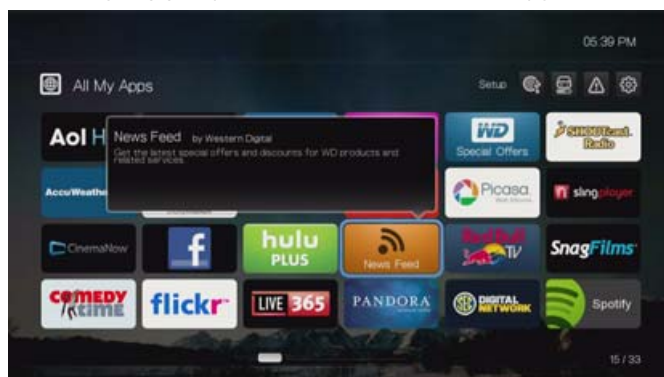 05:39 PM
All My Apps
Setup
Aol H
News Feed by Western Digital
Get the latest special offers and discounts for WD products and
related services.
WD
Special Offers
SHOUTcast
Radio
AccuWeathe
Picasa
slingplayer
CinemaNow
f
hulu
PLUS
News Feed
Red Bull
TV
SnagFilms
COMEDY
TIME
flickr
LIVE 365
PANDORA
SEC DIGITAL
NETWORK
Spotify
15 / 33